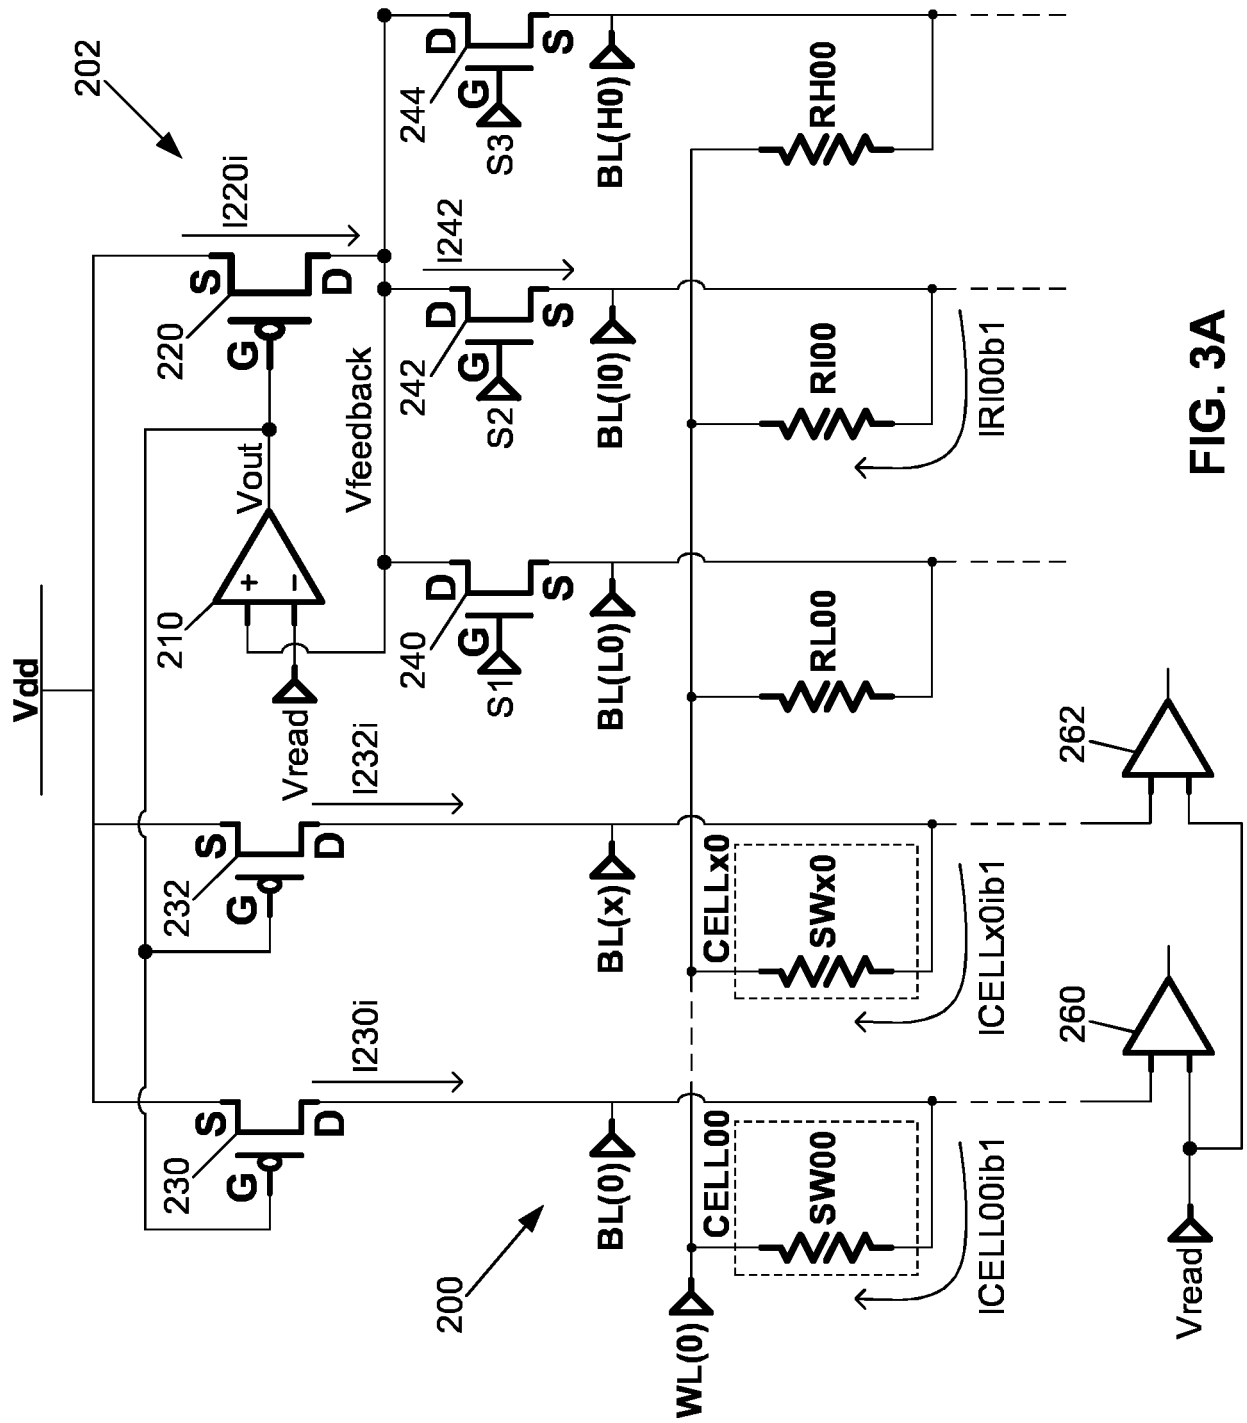 Vdd
202
S
232
G
D
S
230
G
D
I232i
I230i
210
+
−
Vout
Vread
220
S
G
D
I220i
Vfeedback
240
D
G
S
S1
242
D
G
S
S2
I242
244
D
G
S
S3
200
BL(0)
BL(x)
BL(L0)
BL(I0)
BL(H0)
WL(0)
CELL00
SW00
CELLx0
SWx0
RL00
RI00
RH00
ICELL00ib1
ICELLx0ib1
IRI00b1
260
262
Vread
FIG. 3A